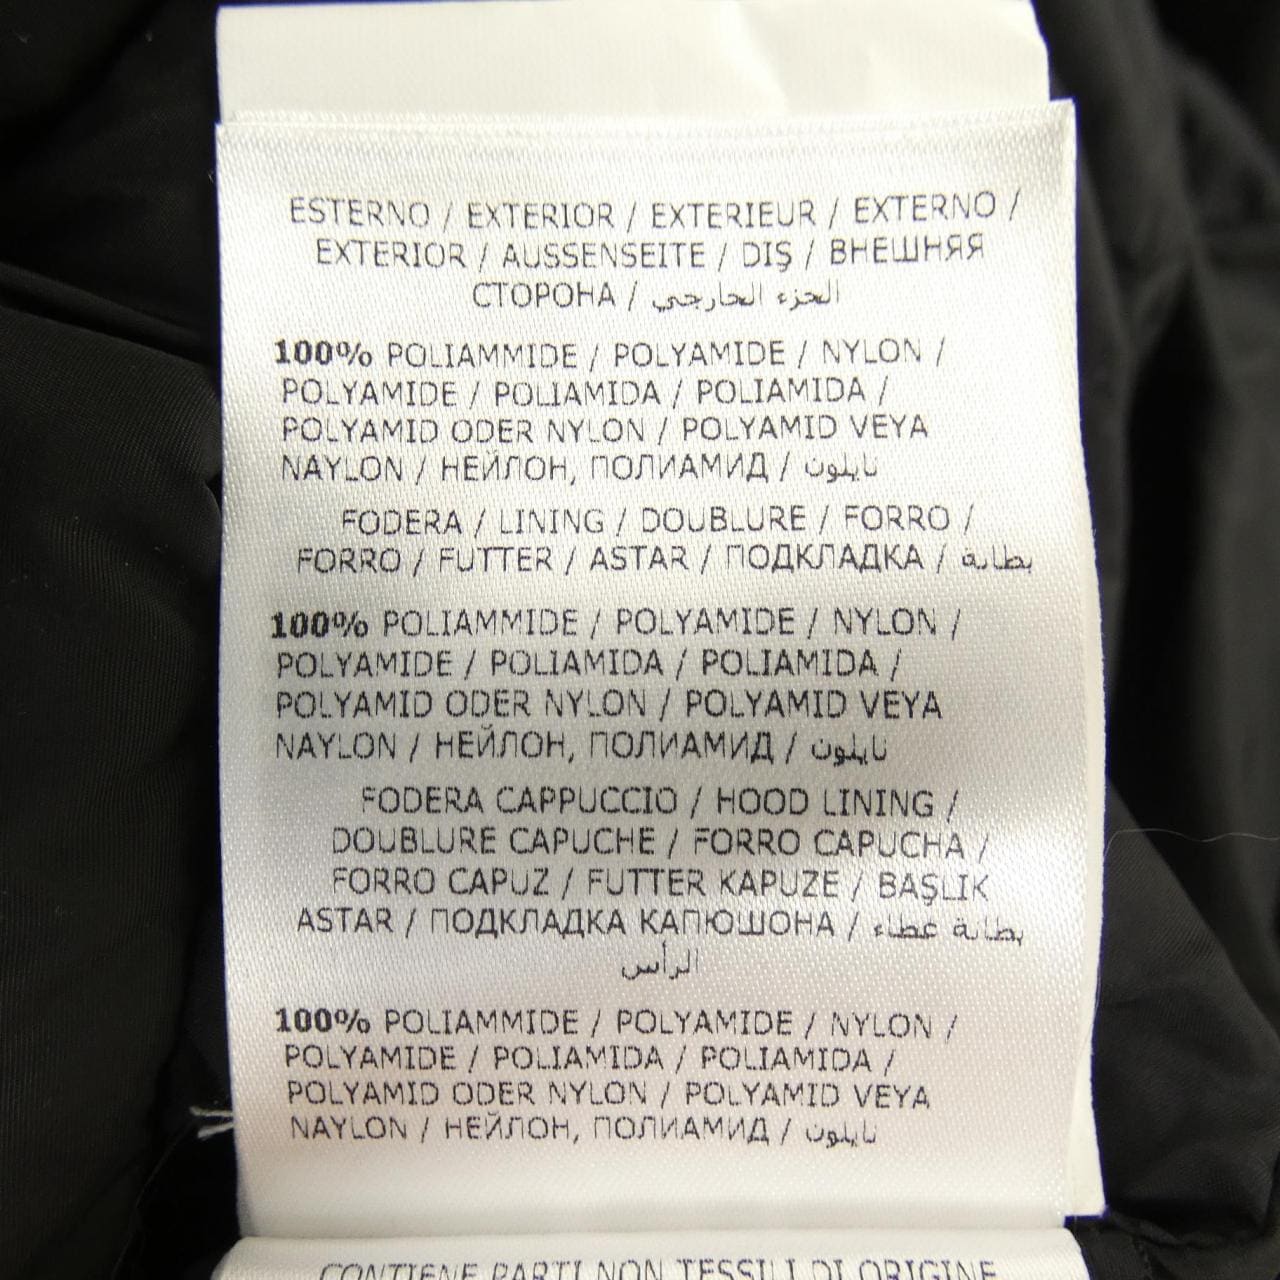 ESTERNO / EXTERIOR / EXTERIEUR / EXTERNO /
EXTERIOR / AUSSENSEITE / DIŞ / ВНЕШНЯЯ
СТОРОНА / الجزء الخارجي
100% POLIAMMIDE / POLYAMIDE / NYLON /
POLYAMIDE / POLIAMIDA / POLIAMIDA /
POLYAMID ODER NYLON / POLYAMID VEYA
NAYLON / НЕЙЛОН, ПОЛИАМИД / نايلون
FODERA / LINING / DOUBLURE / FORRO /
FORRO / FUTTER / ASTAR / ПОДКЛАДКА / بطانة
100% POLIAMMIDE / POLYAMIDE / NYLON /
POLYAMIDE / POLIAMIDA / POLIAMIDA /
POLYAMID ODER NYLON / POLYAMID VEYA
NAYLON / НЕЙЛОН, ПОЛИАМИД / نايلون
FODERA CAPPUCCIO / HOOD LINING /
DOUBLURE CAPUCHE / FORRO CAPUCHA /
FORRO CAPUZ / FUTTER KAPUZE / BAŞLIK
ASTAR / ПОДКЛАДКА КАПЮШОНА / بطانة غطاء
الرأس
100% POLIAMMIDE / POLYAMIDE / NYLON /
POLYAMIDE / POLIAMIDA / POLIAMIDA /
POLYAMID ODER NYLON / POLYAMID VEYA
NAYLON / НЕЙЛОН, ПОЛИАМИД / نايلون
CONTIENE PARTI NON TESSILI DI ORIGINE